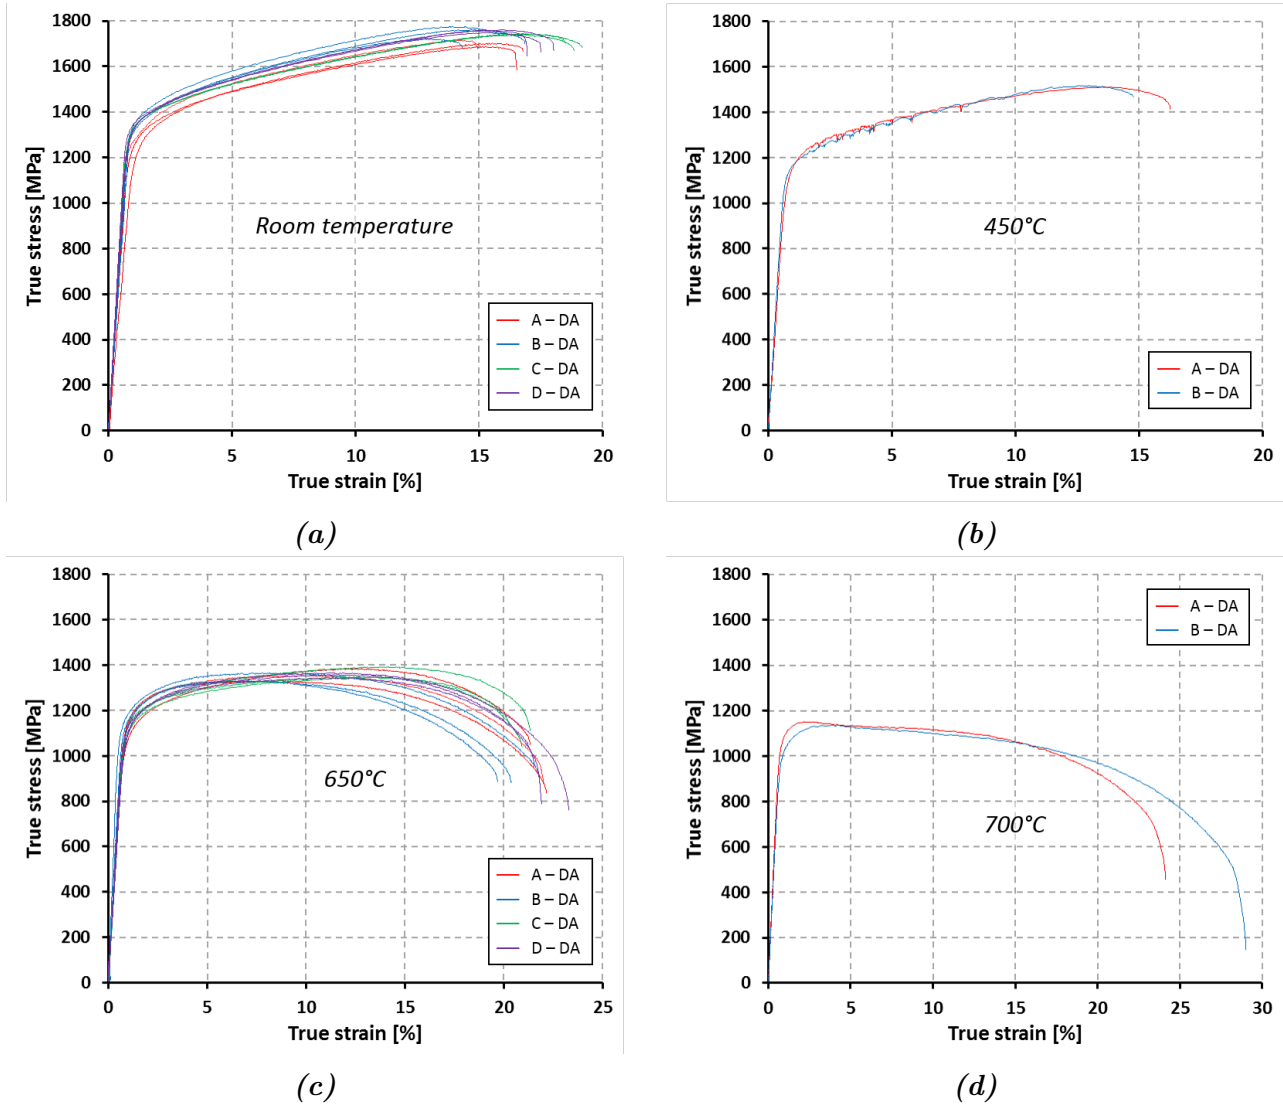 1800
1600
1400
1200
1000
800
600
400
200
0
True stress [MPa]
Room temperature
A – DA
B – DA
C – DA
D – DA
0 5 10 15 20
True strain [%]
(a)
1800
1600
1400
1200
1000
800
600
400
200
0
True stress [MPa]
450°C
A – DA
B – DA
0 5 10 15 20
True strain [%]
(b)
1800
1600
1400
1200
1000
800
600
400
200
0
True stress [MPa]
650°C
A – DA
B – DA
C – DA
D – DA
0 5 10 15 20 25
True strain [%]
(c)
1800
1600
1400
1200
1000
800
600
400
200
0
True stress [MPa]
A – DA
B – DA
700°C
0 5 10 15 20 25 30
True strain [%]
(d)